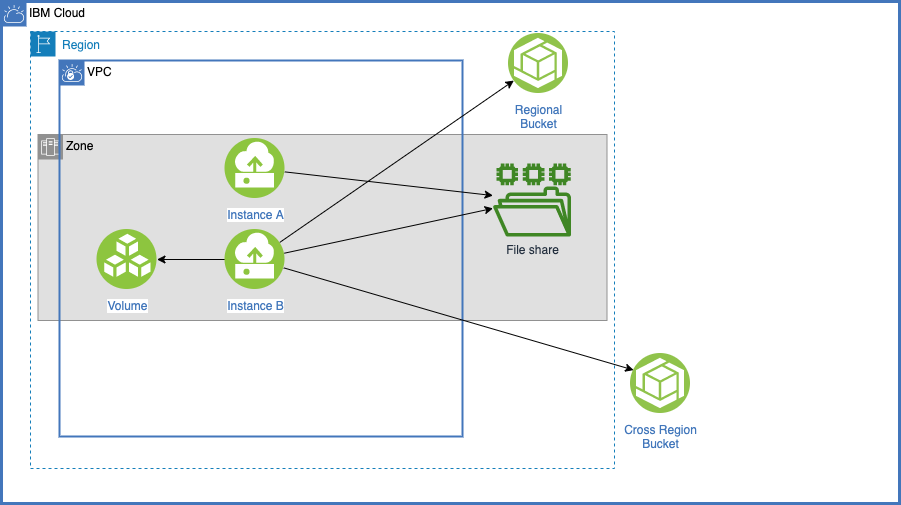 IBM Cloud
Region
VPC
Regional
Bucket
Zone
Instance A
File share
Volume
Instance B
Cross Region
Bucket